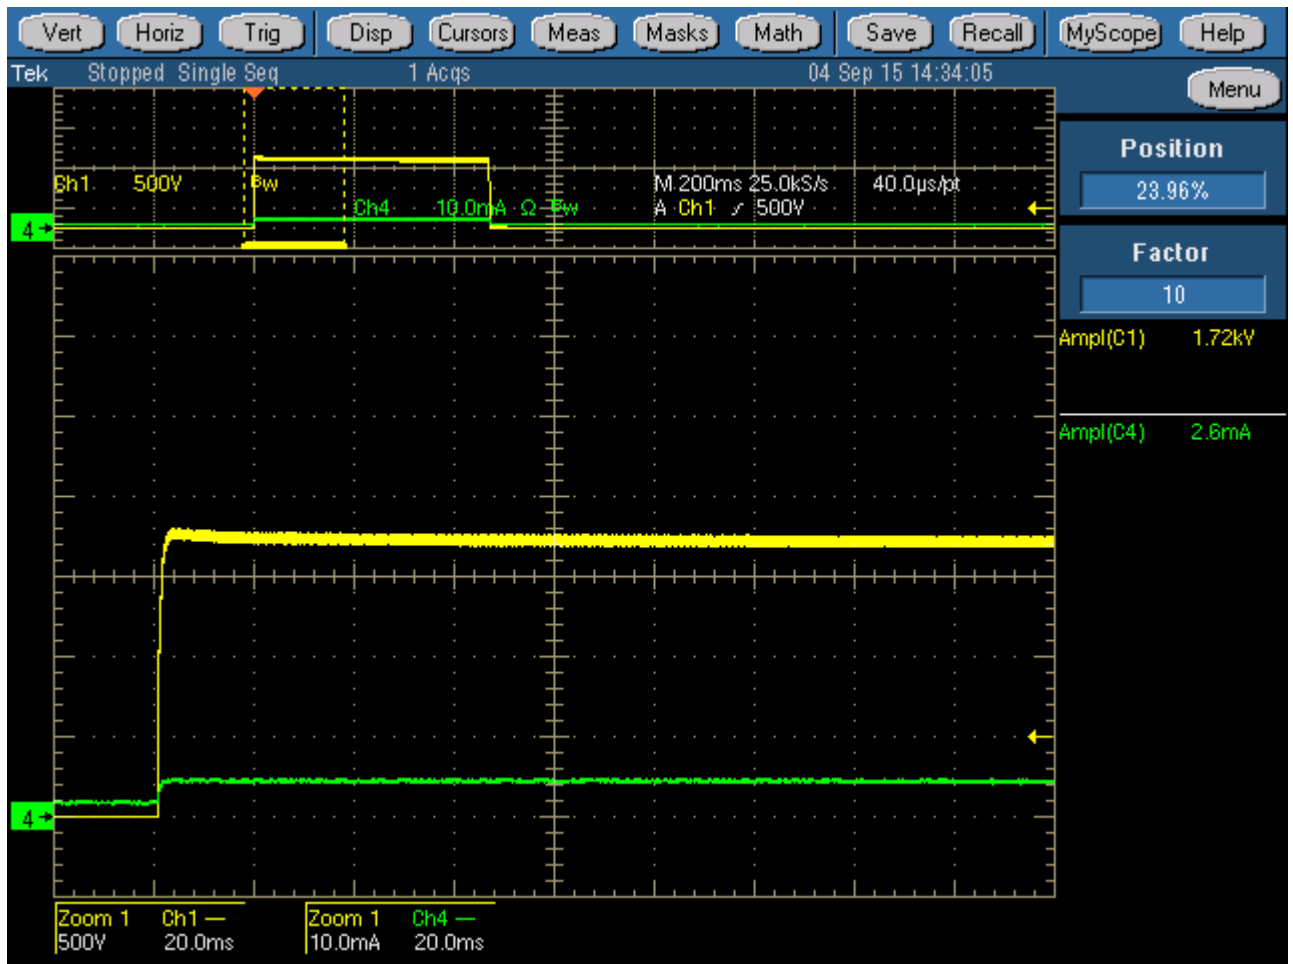 Vert Horiz Trig Disp Cursors Meas Masks Math Save Recall MyScope Help
Tek Stopped Single Seq 1 Acqs 04 Sep 15 14:34:05
Menu
Position
23.96%
Factor
10
Ch1 500V Bw M 200ms 25.0kS/s 40.0µs/pt
Ch4 10.0mA Ω Bw A Ch1 500V
4
Ampl(C1) 1.72kV
Ampl(C4) 2.6mA
4
Zoom 1 Ch1 Zoom 1 Ch4
500V 20.0ms 10.0mA 20.0ms